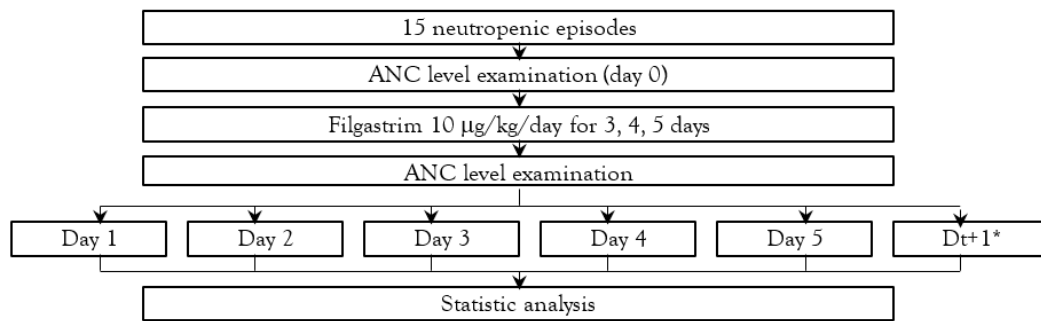 15 neutropenic episodes
ANC level examination (day 0)
Filgastrim 10 μg/kg/day for 3, 4, 5 days
ANC level examination
Day 1
Day 2
Day 3
Day 4
Day 5
Dt+1*
Statistic analysis